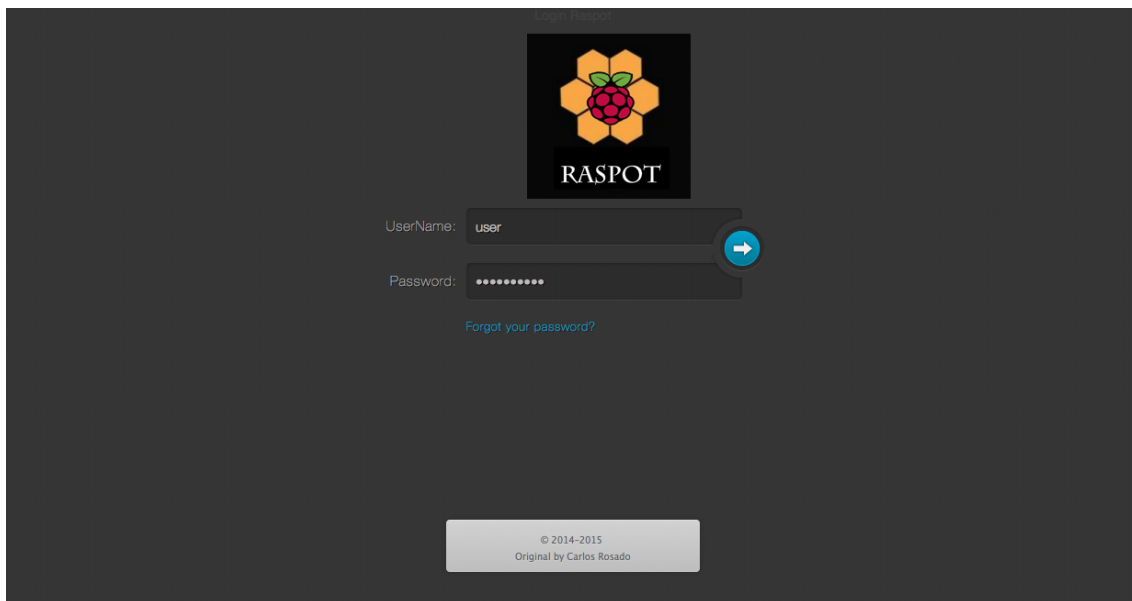 Login Raspot
RASPOT
UserName:
user
Password:
••••••••••
Forgot your password?
© 2014-2015
Original by Carlos Rosado